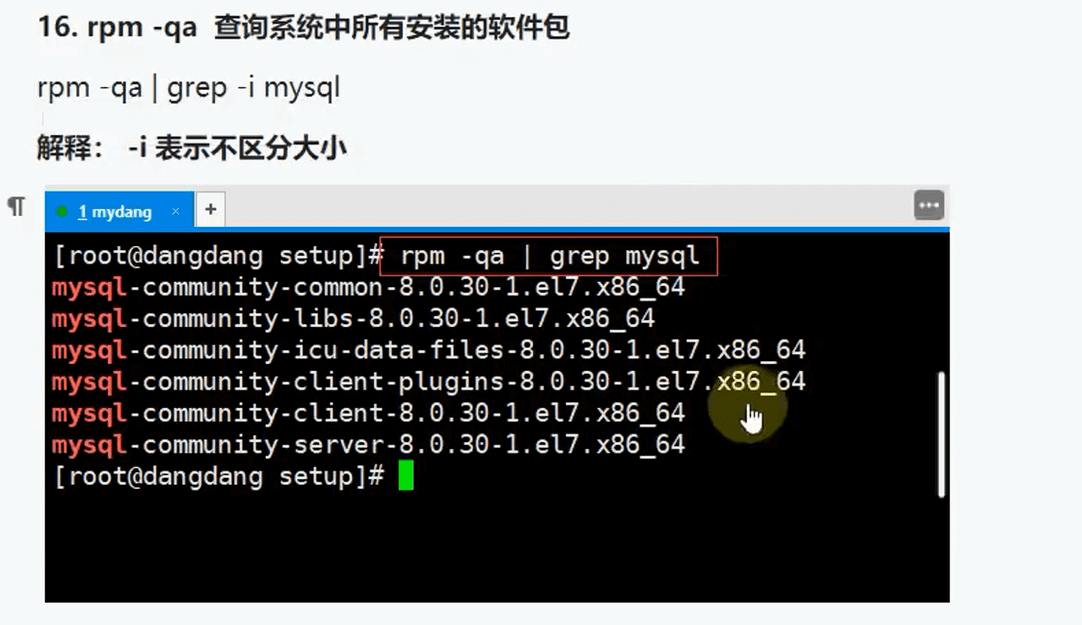 16. rpm -qa 查询系统中所有安装的软件包
rpm -qa | grep -i mysql
解释： -i 表示不区分大小
¶
1 mydang × +
[root@dangdang setup]# rpm -qa | grep mysql
mysql-community-common-8.0.30-1.el7.x86_64
mysql-community-libs-8.0.30-1.el7.x86_64
mysql-community-icu-data-files-8.0.30-1.el7.x86_64
mysql-community-client-plugins-8.0.30-1.el7.x86_64
mysql-community-client-8.0.30-1.el7.x86_64
mysql-community-server-8.0.30-1.el7.x86_64
[root@dangdang setup]#